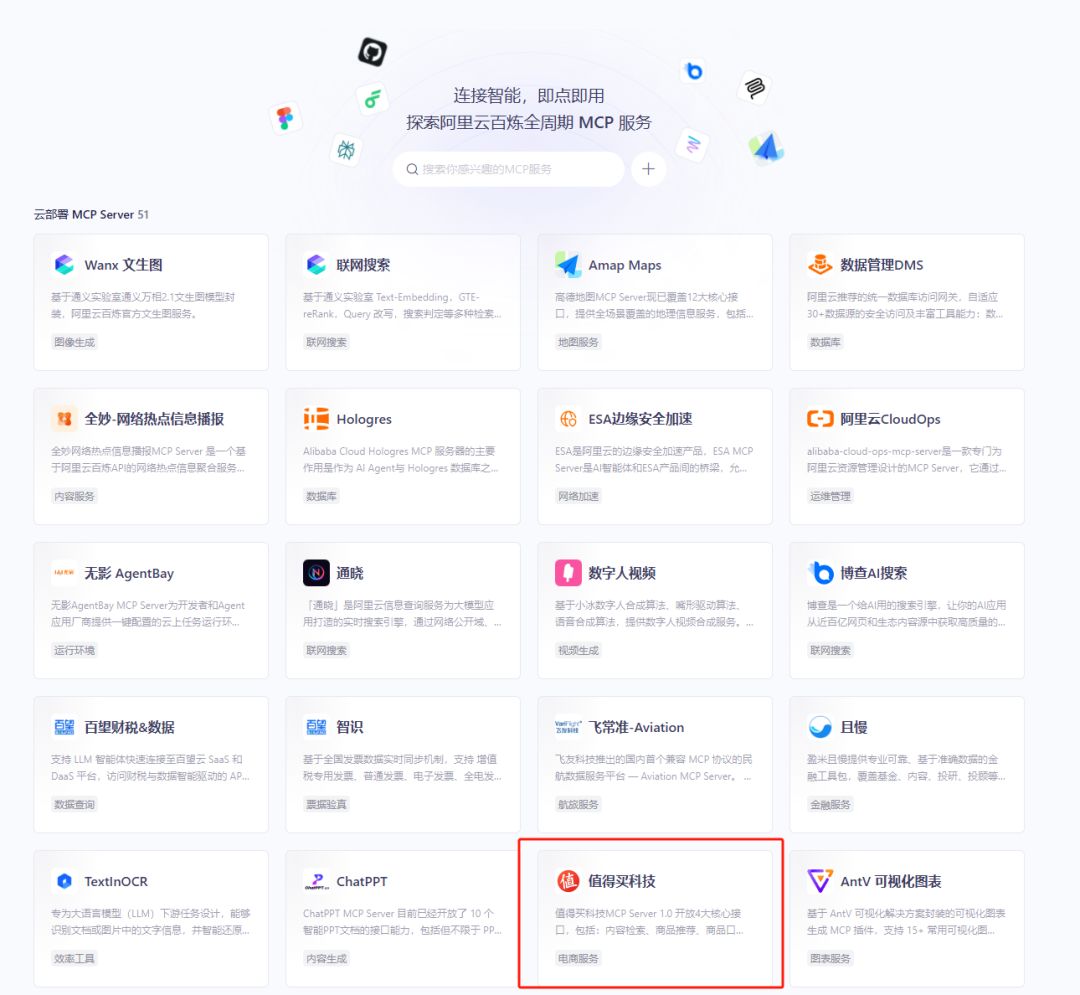 连接智能，即点即用
探索阿里云百炼全周期 MCP 服务
搜索你感兴趣的MCP服务
云部署 MCP Server 51
Wanx 文生图
基于通义实验室通义万相2.1文生图模型封
装，阿里云百炼官方文生图服务。
图像生成
联网搜索
基于通义实验室 Text-Embedding，GTE-
reRank，Query 改写，搜索判定等多种检索...
联网搜索
Amap Maps
高德地图MCP Server现已覆盖12大核心接
口，提供全场景覆盖的地理信息服务，包括...
地图服务
数据管理DMS
阿里云推荐的统一数据库访问网关，自适应
30+数据源的安全访问及丰富工具能力：数...
数据库
全妙-网络热点信息播报
全妙网络热点信息播报MCP Server 是一个基
于阿里云百炼API的网络热点信息聚合服务...
内容服务
Hologres
Alibaba Cloud Hologres MCP 服务器的主要
作用是作为 AI Agent与 Hologres 数据库之...
数据库
ESA边缘安全加速
ESA是阿里云的边缘安全加速产品，ESA MCP
Server是AI智能体和ESA产品间的桥梁，允...
网络加速
阿里云CloudOps
alibaba-cloud-ops-mcp-server是一款专门为
阿里云资源管理设计的MCP Server，它通过...
运维管理
无影 AgentBay
无影AgentBay MCP Server为开发者和Agent
应用厂商提供一键配置的云上任务运行环...
运行环境
通晓
「通晓」是阿里云信息查询服务为大模型应
用打造的实时搜索引擎，通过网络公开域、...
联网搜索
数字人视频
基于小冰数字人合成算法、嘴形驱动算法、
语音合成算法，提供数字人视频合成服务。...
视频生成
博查AI搜索
博查是一个给AI用的搜索引擎，让你的AI应用
从近百亿网页和生态内容源中获取高质量的...
联网搜索
百望
百望财税&数据
支持 LLM 智能体快速连接至百望云 SaaS 和
DaaS 平台，访问财税与数据智能驱动的 AP...
数据查询
百望
智识
基于全国发票数据实时同步机制，支持 增值
税专用发票、普通发票、电子发票、全电发...
票据验真
VariFlight
飞常准-Aviation
飞友科技推出的国内首个兼容 MCP 协议的民
航数据服务平台 — Aviation MCP Server。 ...
航旅服务
且慢
盈米且慢提供专业可靠、基于准确数据的金
融工具包，覆盖基金、内容、投研、投顾等...
金融服务
TextInOCR
专为大语言模型（LLM）下游任务设计，能够
识别文档或图片中的文字信息，并智能还原...
效率工具
ChatPPT
ChatPPT MCP Server 目前已经开放了 10 个
智能PPT文档的接口能力，包括但不限于 PP...
内容生成
值
值得买科技
值得买科技MCP Server 1.0 开放4大核心接
口，包括：内容检索、商品推荐、商品口...
电商服务
AntV 可视化图表
基于 AntV 可视化解决方案封装的可视化图表
生成 MCP 插件，支持 15+ 常用可视化图...
图表服务